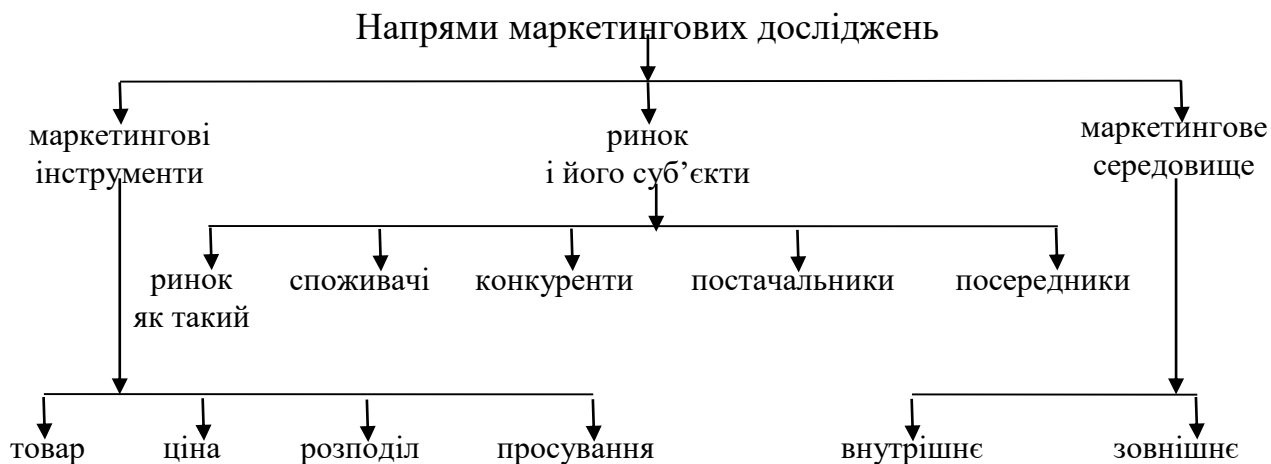 Напрями маркетингових досліджень
маркетингові
інструменти
ринок
і його суб’єкти
маркетингове
середовище
ринок
як такий
споживачі
конкуренти
постачальники
посередники
товар
ціна
розподіл
просування
внутрішнє
зовнішнє